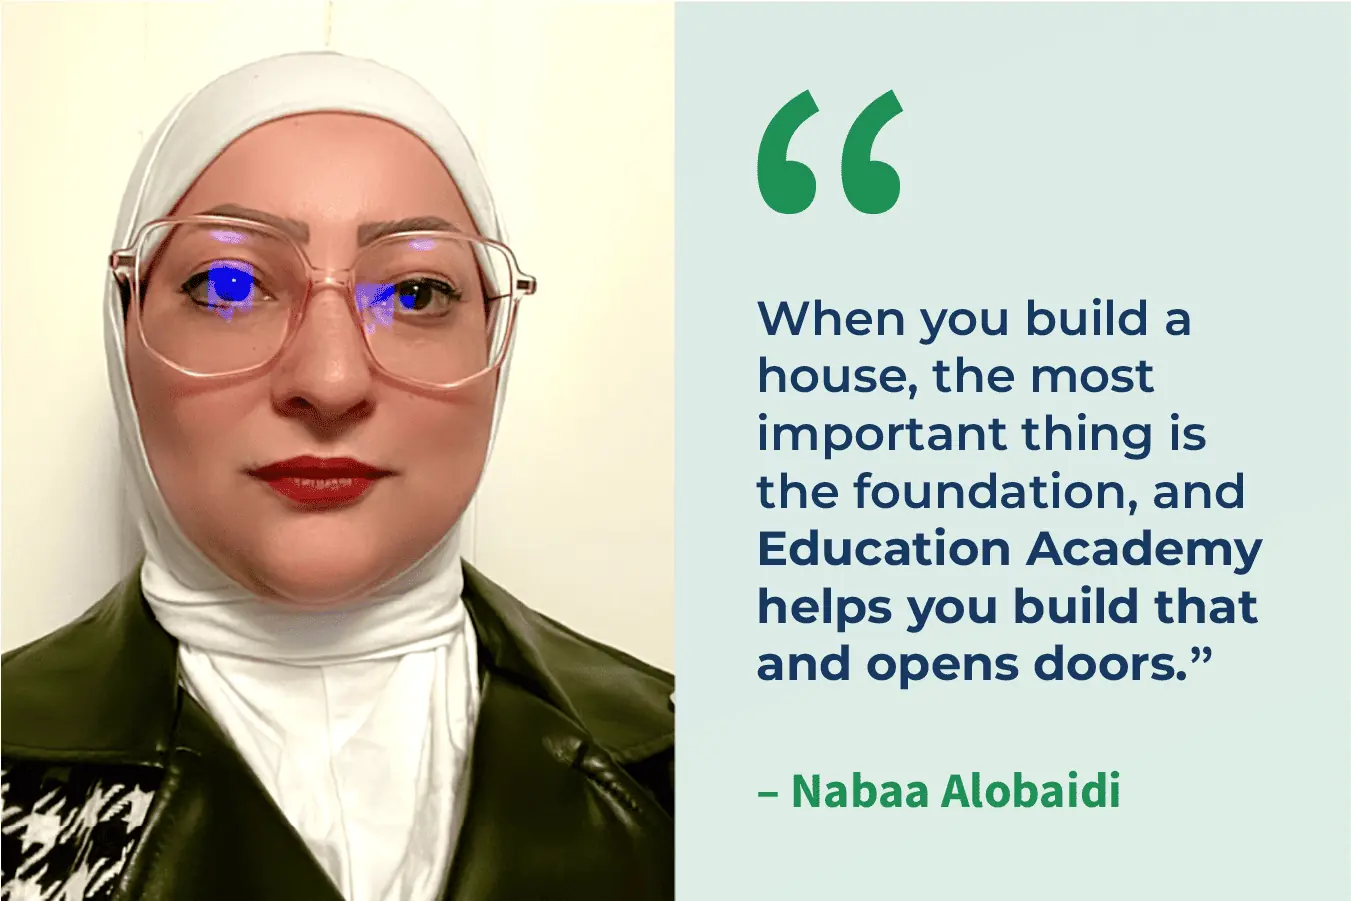 “
When you build a
house, the most
important thing is
the foundation, and
Education Academy
helps you build that
and opens doors.”
– Nabaa Alobaidi